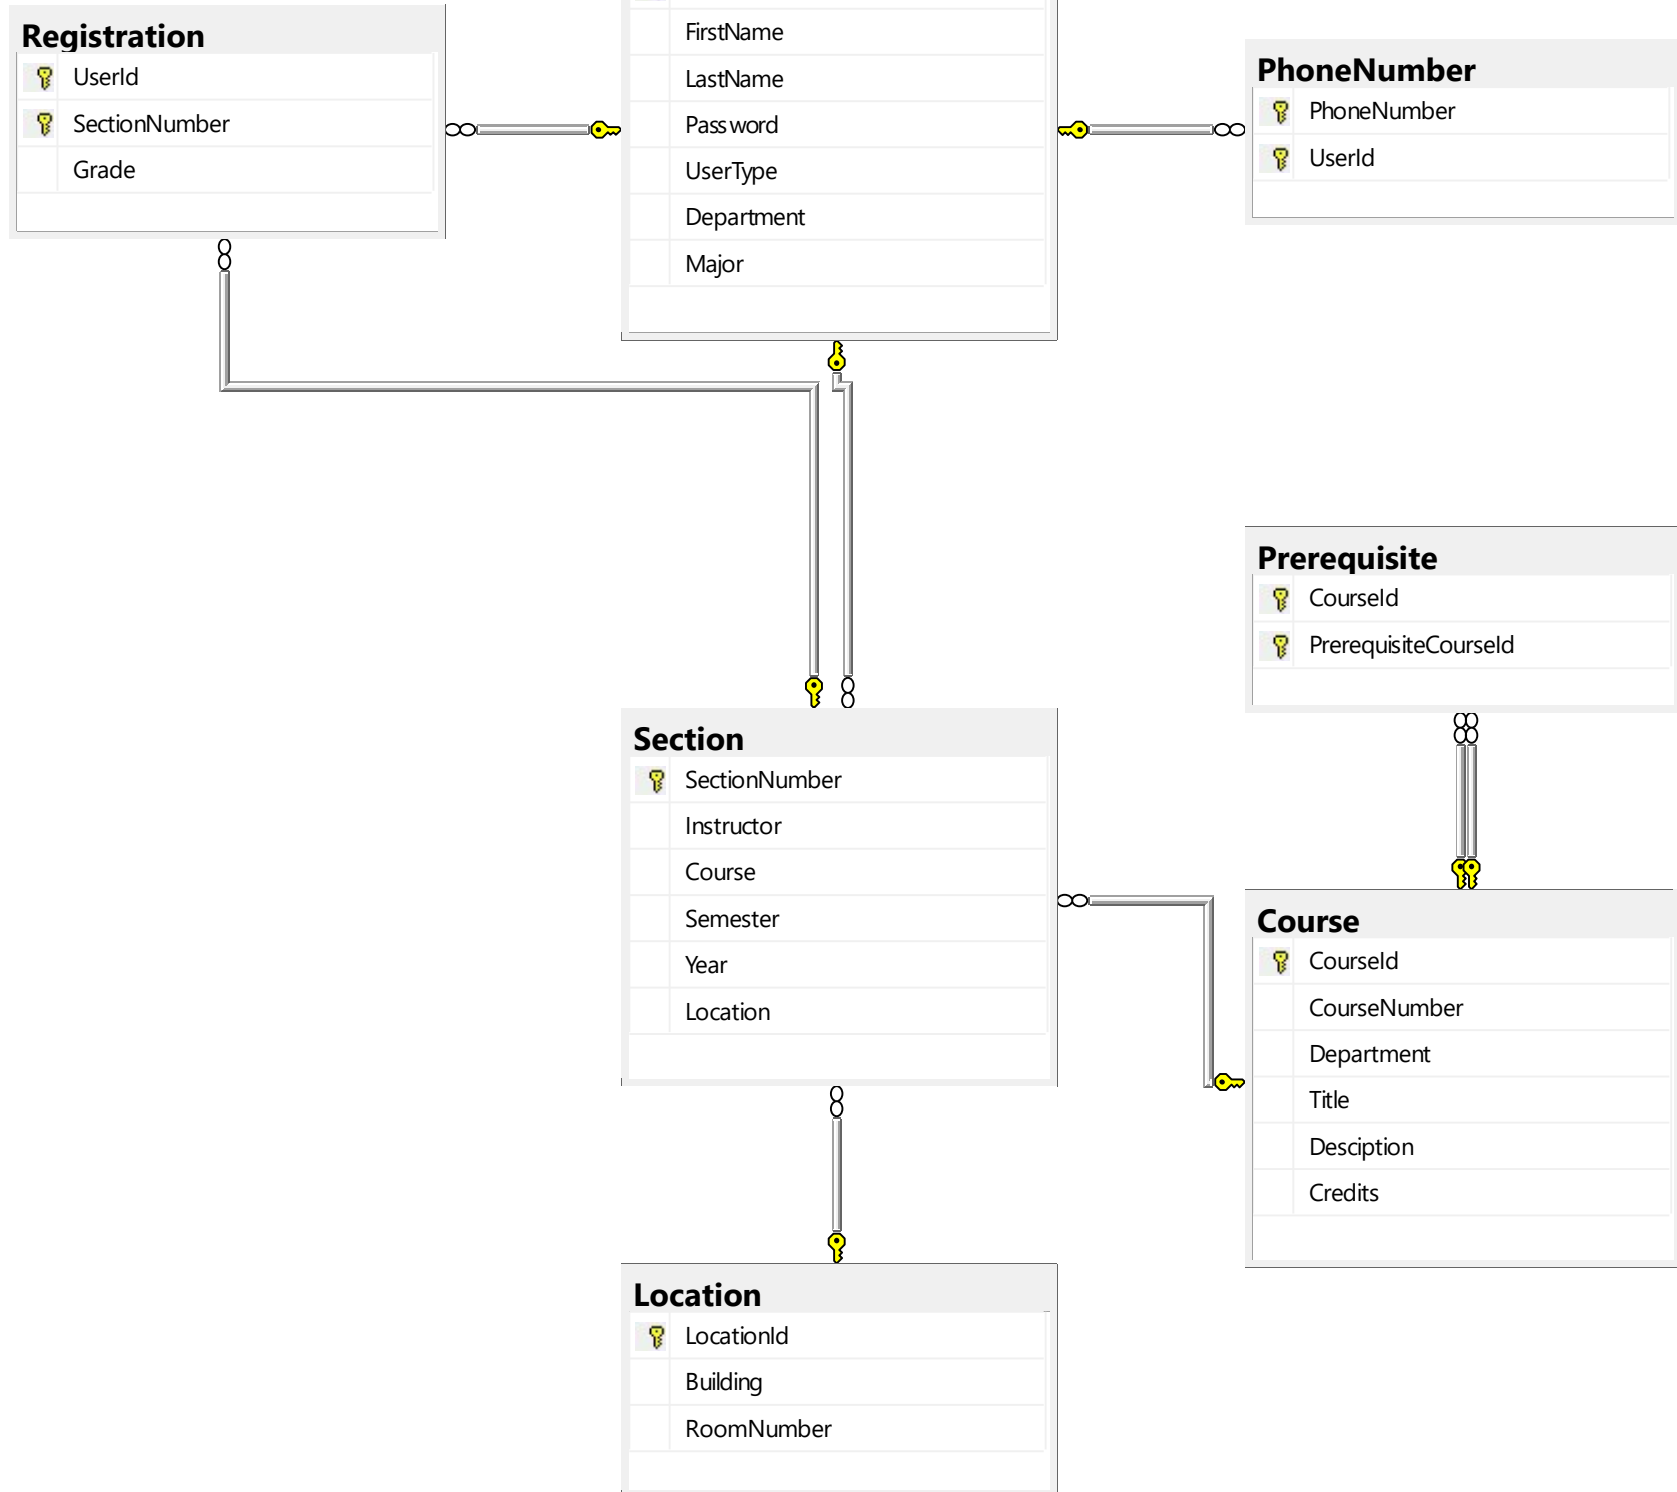 Registration
UserId
SectionNumber
Grade
FirstName
LastName
Password
UserType
Department
Major
PhoneNumber
PhoneNumber
UserId
Prerequisite
CourseId
PrerequisiteCourseId
Section
SectionNumber
Instructor
Course
Semester
Year
Location
Course
CourseId
CourseNumber
Department
Title
Desciption
Credits
Location
LocationId
Building
RoomNumber